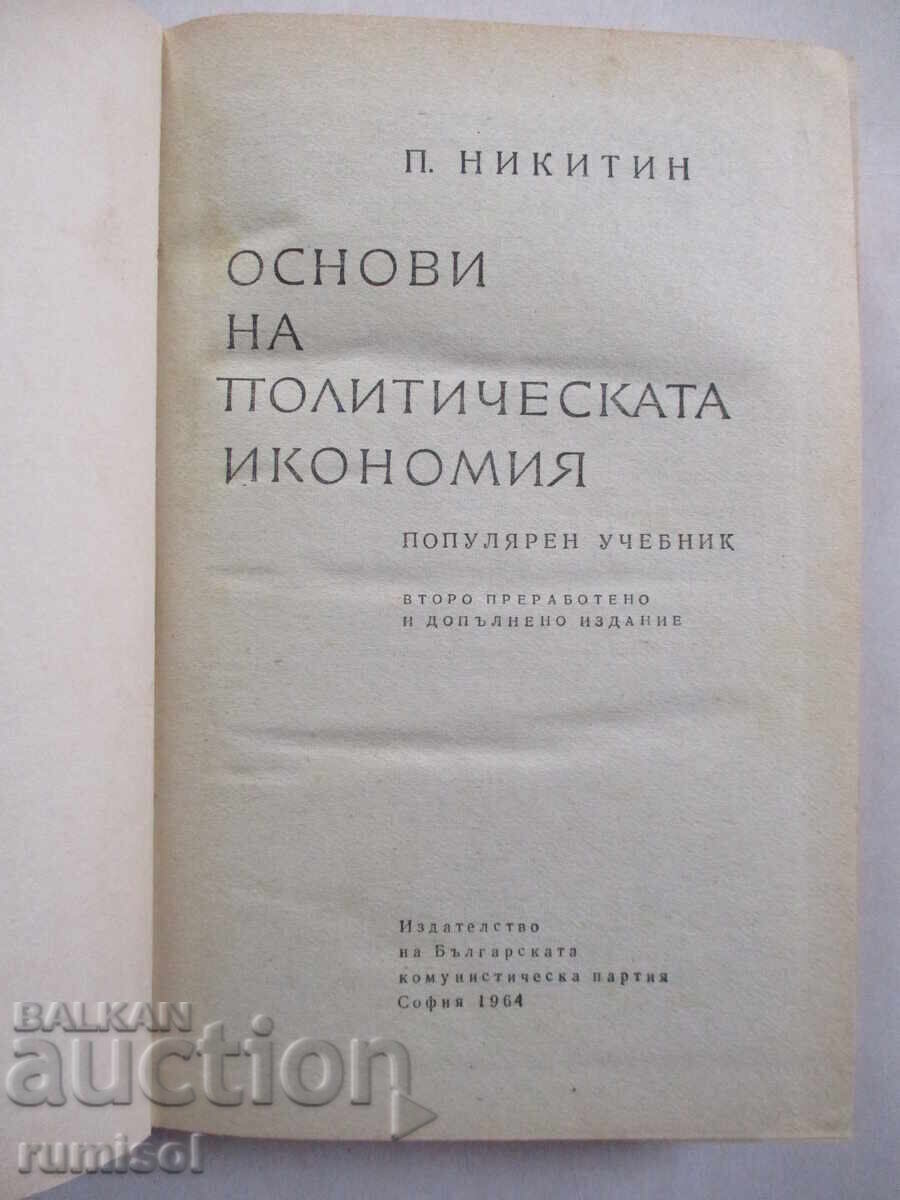 П. НИКИТИН
ОСНОВИ
НА
ПОЛИТИЧЕСКАТА
ИКОНОМИЯ
ПОПУЛЯРЕН УЧЕБНИК
ВТОРО ПРЕРАБОТЕНО
И ДОПЪЛНЕНО ИЗДАНИЕ
Издателство
на Българската
комунистическа партия
София 1964
BALKAN
auction
rumisol